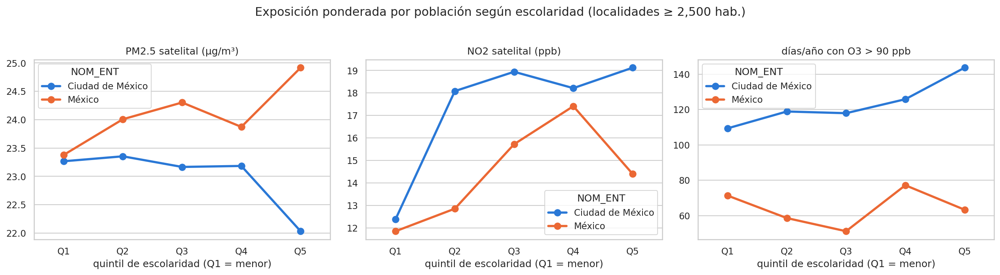 Exposición ponderada por población según escolaridad (localidades ≥ 2,500 hab.)
PM2.5 satelital (µg/m³)
25.0
24.5
24.0
23.5
23.0
22.5
22.0
NOM_ENT
Ciudad de México
México
Q1 Q2 Q3 Q4 Q5
quintil de escolaridad (Q1 = menor)
NO2 satelital (ppb)
19
18
17
16
15
14
13
12
NOM_ENT
Ciudad de México
México
Q1 Q2 Q3 Q4 Q5
quintil de escolaridad (Q1 = menor)
días/año con O3 > 90 ppb
140
120
100
80
60
NOM_ENT
Ciudad de México
México
Q1 Q2 Q3 Q4 Q5
quintil de escolaridad (Q1 = menor)